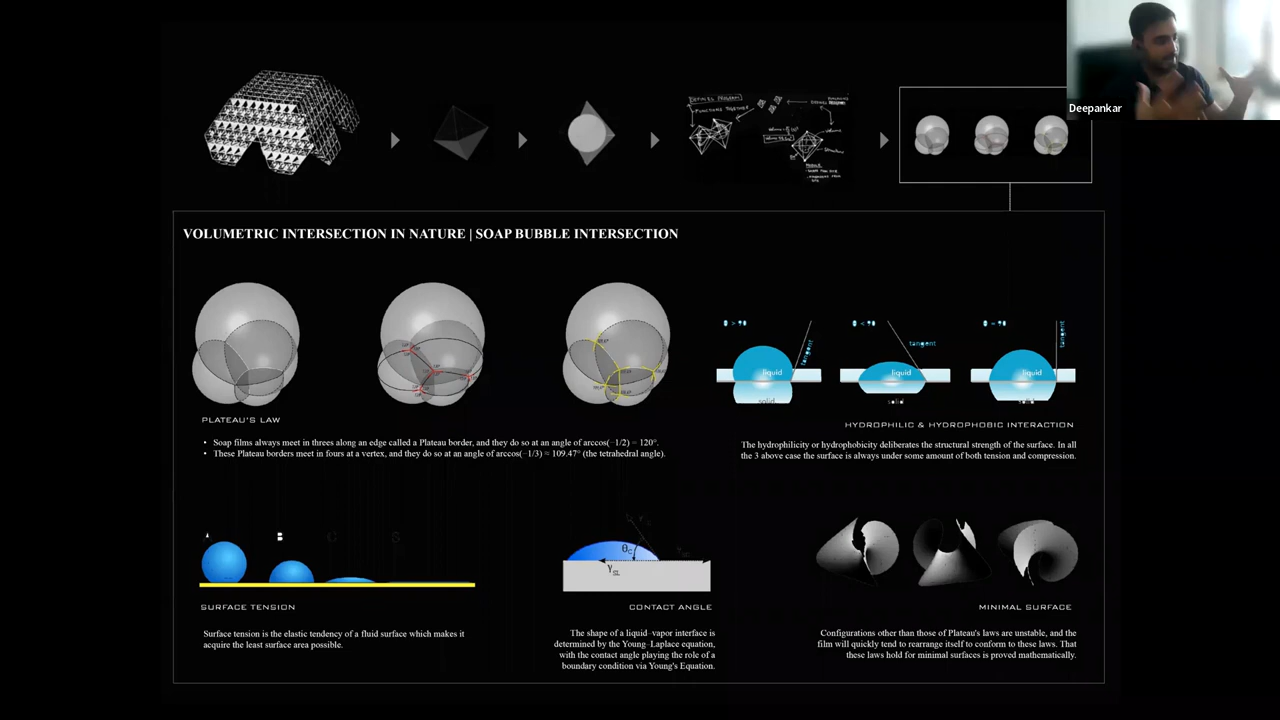 Deepankar
VOLUMETRIC INTERSECTION IN NATURE | SOAP BUBBLE INTERSECTION
tangent
tangent
tangent
liquid
liquid
liquid
solid
solid
solid
PLATEAU'S LAW
• Soap films always meet in threes along an edge called a Plateau border, and they do so at an angle of arccos(−1/2) = 120°.
• These Plateau borders meet in fours at a vertex, and they do so at an angle of arccos(−1/3) ≈ 109.47° (the tetrahedral angle).
HYDROPHILIC & HYDROPHOBIC INTERACTION
The hydrophilicity or hydrophobicity deliberates the structural strength of the surface. In all
the 3 above case the surface is always under some amount of both tension and compression.
A B C S
θC
SURFACE TENSION
Surface tension is the elastic tendency of a fluid surface which makes it
acquire the least surface area possible.
CONTACT ANGLE
The shape of a liquid–vapor interface is
determined by the Young–Laplace equation,
with the contact angle playing the role of a
boundary condition via Young's Equation.
MINIMAL SURFACE
Configurations other than those of Plateau's laws are unstable, and the
film will quickly tend to rearrange itself to conform to these laws. That
these laws hold for minimal surfaces is proved mathematically.